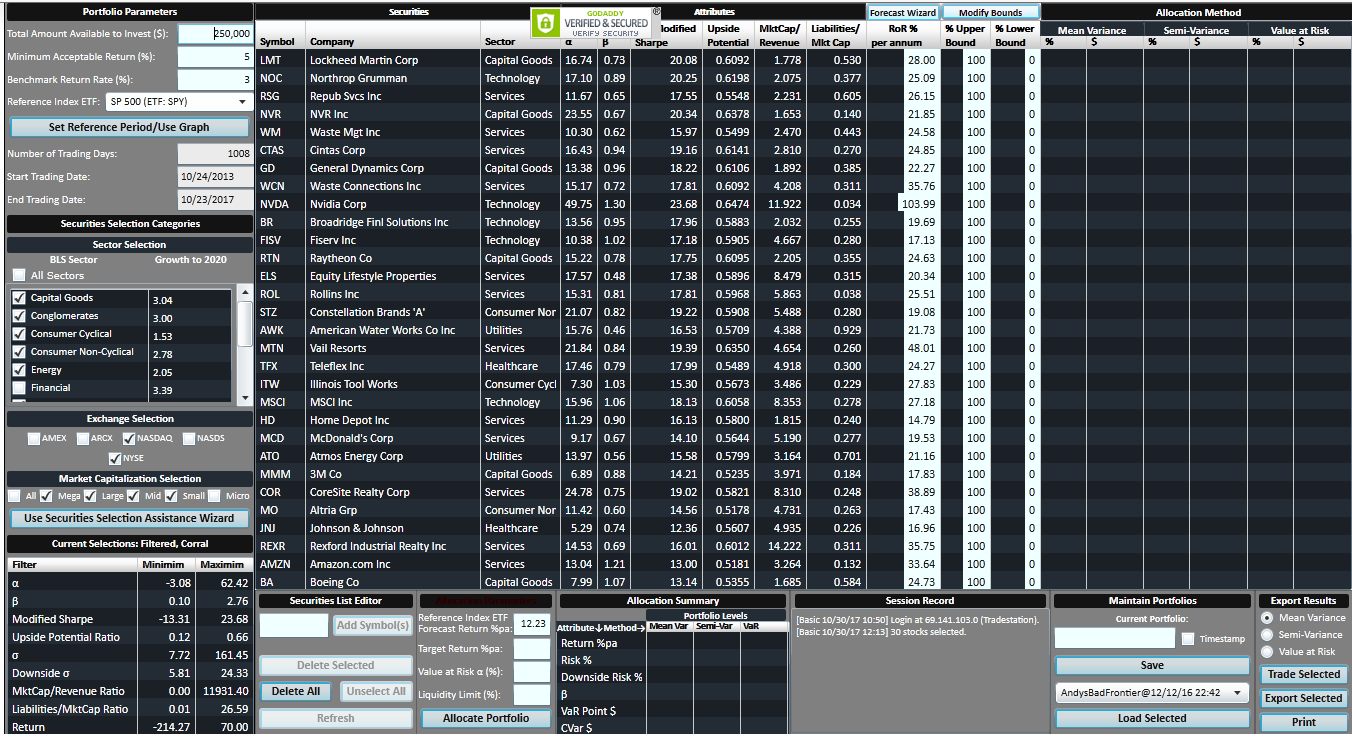 Portfolio Parameters
Total Amount Available to Invest ($): 250,000
Minimum Acceptable Return (%): 5
Benchmark Return Rate (%): 3
Reference Index ETF: SP 500 (ETF: SPY)
Set Reference Period/Use Graph
Number of Trading Days: 1008
Start Trading Date: 10/24/2013
End Trading Date: 10/23/2017
Securities Selection Categories
Sector Selection
BLS Sector Growth to 2020
All Sectors
Capital Goods 3.04
Conglomerates 3.00
Consumer Cyclical 1.53
Consumer Non-Cyclical 2.78
Energy 2.05
Financial 3.39
Exchange Selection
AMEX ARCX NASDAQ NASDS
NYSE
Market Capitalization Selection
All Mega Large Mid Small Micro
Use Securities Selection Assistance Wizard
Current Selections: Filtered, Corral
Filter Minimim Maximim
α -3.08 62.42
β 0.10 2.76
Modified Sharpe -13.31 23.68
Upside Potential Ratio 0.12 0.66
σ 7.72 161.45
Downside σ 5.81 24.33
MktCap/Revenue Ratio 0.00 11931.40
Liabilities/MktCap Ratio 0.01 26.59
Return -214.27 70.00
Securities Attributes Forecast Wizard Modify Bounds Allocation Method
GODADDY
VERIFIED & SECURED
VERIFY SECURITY
®
Symbol Company Sector α β Modified Sharpe Upside Potential MktCap/ Revenue Liabilities/ Mkt Cap RoR % per annum % Upper Bound % Lower Bound Mean Variance Semi-Variance Value at Risk
% $ % $ % $
LMT Lockheed Martin Corp Capital Goods 16.74 0.73 20.08 0.6092 1.778 0.530 28.00 100 0
NOC Northrop Grumman Technology 17.10 0.89 20.25 0.6198 2.075 0.377 25.09 100 0
RSG Repub Svcs Inc Services 11.67 0.65 17.55 0.5548 2.231 0.605 26.15 100 0
NVR NVR Inc Capital Goods 23.55 0.67 20.34 0.6378 1.653 0.140 21.85 100 0
WM Waste Mgt Inc Services 10.30 0.62 15.97 0.5499 2.470 0.443 24.58 100 0
CTAS Cintas Corp Services 16.43 0.94 19.16 0.6141 2.810 0.270 24.85 100 0
GD General Dynamics Corp Capital Goods 13.38 0.96 18.22 0.6106 1.892 0.385 22.27 100 0
WCN Waste Connections Inc Services 15.17 0.72 17.81 0.6092 4.208 0.311 35.76 100 0
NVDA Nvidia Corp Technology 49.75 1.30 23.68 0.6474 11.922 0.034 103.99 100 0
BR Broadridge Finl Solutions Inc Technology 13.56 0.95 17.96 0.5883 2.032 0.255 19.69 100 0
FISV Fiserv Inc Technology 10.38 1.02 17.18 0.5905 4.667 0.280 17.13 100 0
RTN Raytheon Co Capital Goods 15.22 0.78 17.75 0.6095 2.205 0.355 24.63 100 0
ELS Equity Lifestyle Properties Services 17.57 0.48 17.38 0.5896 8.479 0.315 20.34 100 0
ROL Rollins Inc Services 15.31 0.81 17.81 0.5968 5.863 0.038 25.51 100 0
STZ Constellation Brands 'A' Consumer Nor 21.07 0.82 19.22 0.5908 5.488 0.280 19.08 100 0
AWK American Water Works Co Inc Utilities 15.76 0.46 16.53 0.5709 4.388 0.929 21.73 100 0
MTN Vail Resorts Services 21.84 0.84 19.39 0.6350 4.654 0.260 48.01 100 0
TFX Teleflex Inc Healthcare 17.46 0.79 17.99 0.5489 4.918 0.300 24.27 100 0
ITW Illinois Tool Works Consumer Cycl 7.30 1.03 15.30 0.5673 3.486 0.229 27.83 100 0
MSCI MSCI Inc Technology 15.96 1.06 18.13 0.6058 8.353 0.278 27.18 100 0
HD Home Depot Inc Services 11.29 0.90 16.13 0.5800 1.815 0.240 14.79 100 0
MCD McDonald's Corp Services 9.17 0.67 14.10 0.5644 5.190 0.277 19.53 100 0
ATO Atmos Energy Corp Utilities 13.97 0.56 15.58 0.5799 3.164 0.701 21.16 100 0
MMM 3M Co Capital Goods 6.89 0.88 14.21 0.5235 3.971 0.184 17.83 100 0
COR CoreSite Realty Corp Services 24.78 0.75 19.02 0.5821 8.310 0.248 38.89 100 0
MO Altria Grp Consumer Nor 11.42 0.60 14.56 0.5178 4.731 0.263 17.43 100 0
JNJ Johnson & Johnson Healthcare 5.29 0.74 12.36 0.5607 4.935 0.226 16.96 100 0
REXR Rexford Industrial Realty Inc Services 14.53 0.69 16.01 0.6012 14.222 0.311 35.75 100 0
AMZN Amazon.com Inc Services 13.04 1.21 13.00 0.5181 3.264 0.132 33.64 100 0
BA Boeing Co Capital Goods 7.99 1.07 13.14 0.5355 1.685 0.584 24.73 100 0
Securities List Editor
Add Symbol(s)
Delete Selected
Delete All Unselect All
Refresh
Reference Index ETF
Forecast Return %pa: 12.23
Target Return %pa:
Value at Risk α (%):
Liquidity Limit (%):
Allocate Portfolio
Allocation Summary
Portfolio Levels
Attribute↓Method→ Mean Var Semi-Var VaR
Return %pa
Risk %
Downside Risk %
β
VaR Point $
CVar $
Session Record
[Basic 10/30/17 10:50] Login at 69.141.103.0 (Tradestation).
[Basic 10/30/17 12:13] 30 stocks selected.
Maintain Portfolios
Current Portfolio:
Timestamp
Save
AndysBadFrontier@12/12/16 22:42
Load Selected
Export Results
Mean Variance
Semi-Variance
Value at Risk
Trade Selected
Export Selected
Print